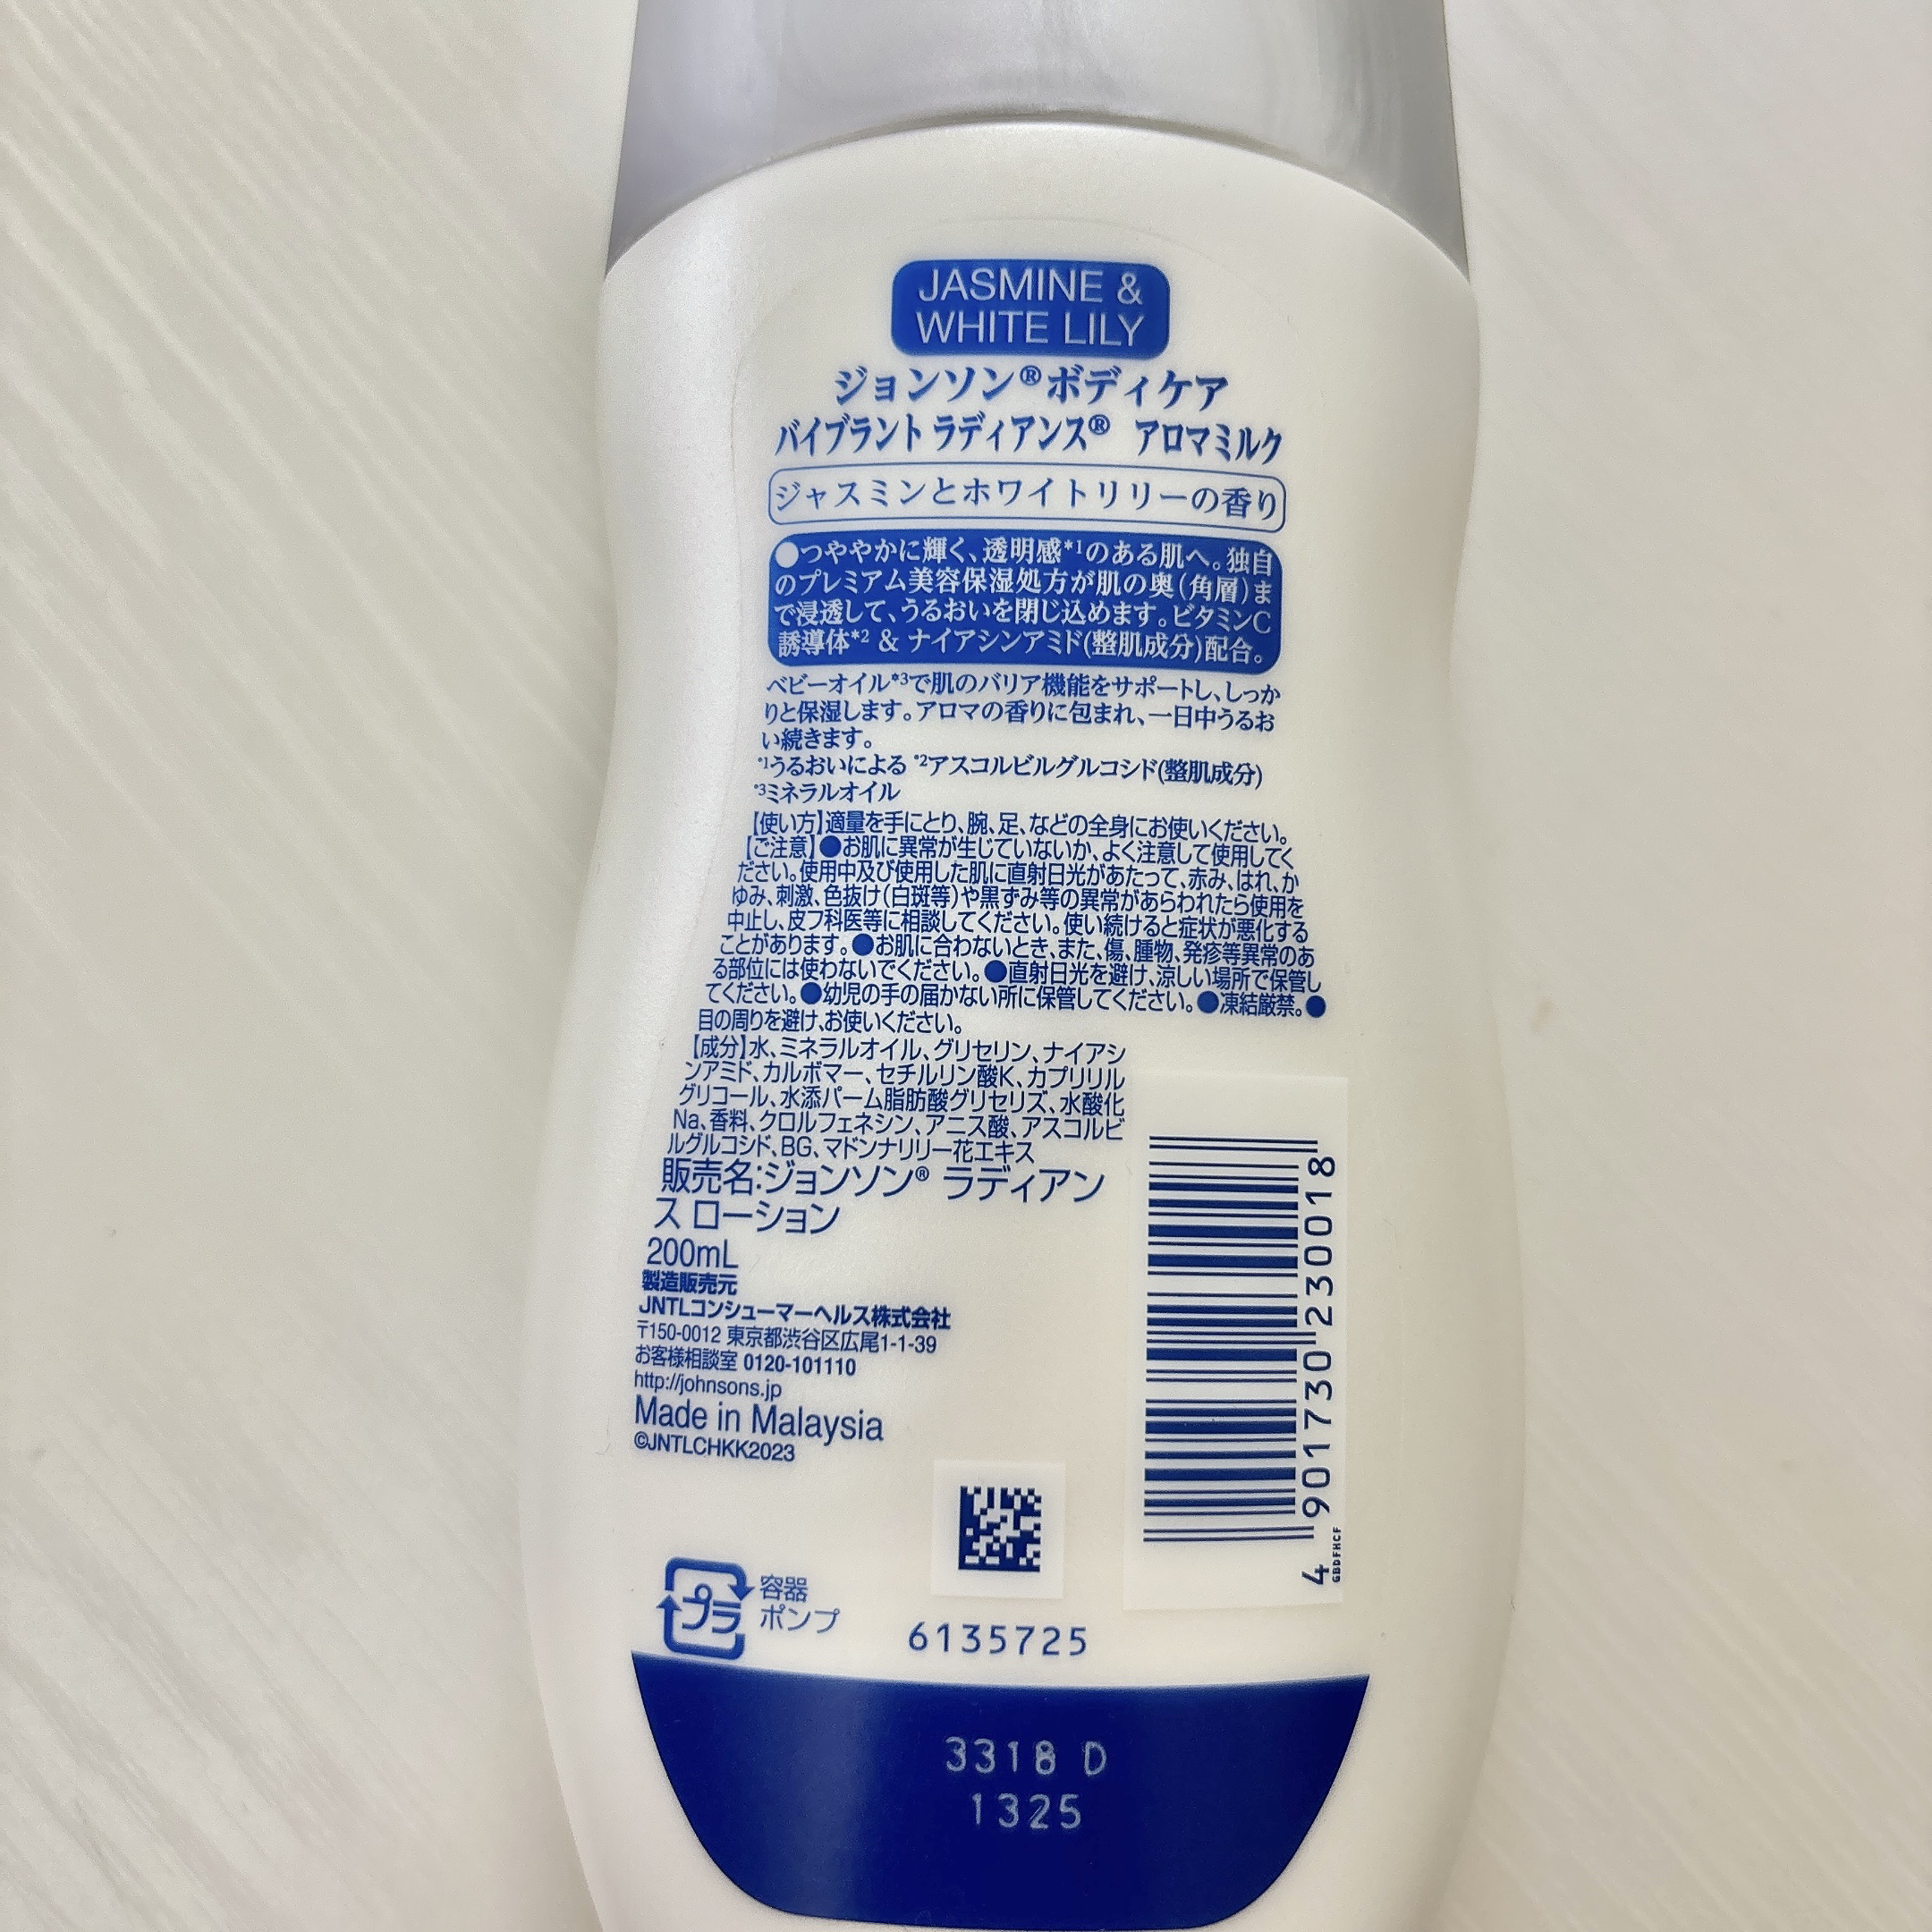 JASMINE &
WHITE LILY
ジョンソン®ボディケア
バイブラント ラディアンス® アロマミルク
ジャスミンとホワイトリリーの香り
●つややかに輝く、透明感*1のある肌へ。独自
のプレミアム美容保湿処方が肌の奥(角層)ま
で浸透して、うるおいを閉じ込めます。ビタミンC
誘導体*2 & ナイアシンアミド(整肌成分)配合。
ベビーオイル*3で肌のバリア機能をサポートし、しっか
りと保湿します。アロマの香りに包まれ、一日中うるお
い続きます。
*1うるおいによる *2アスコルビルグルコシド(整肌成分)
*3ミネラルオイル
【使い方】適量を手にとり、腕、足、などの全身にお使いください。
【ご注意】●お肌に異常が生じていないか、よく注意して使用してく
ださい。使用中及び使用した肌に直射日光があたって、赤み、はれ、か
ゆみ、刺激、色抜け(白斑等)や黒ずみ等の異常があらわれたら使用を
中止し、皮フ科医等に相談してください。使い続けると症状が悪化する
ことがあります。●お肌に合わないとき、また、傷、腫物、発疹等異常のあ
る部位には使わないでください。●直射日光を避け、涼しい場所で保管し
てください。●幼児の手の届かない所に保管してください。●凍結厳禁。●
目の周りを避け、お使いください。
【成分】水、ミネラルオイル、グリセリン、ナイアシ
ンアミド、カルボマー、セチルリン酸K、カプリリル
グリコール、水添パーム脂肪酸グリセリズ、水酸化
Na、香料、クロルフェネシン、アニス酸、アスコルビ
ルグルコシド、BG、マドンナリリー花エキス
販売名:ジョンソン® ラディアン
ス ローション
200mL
製造販売元
JNTLコンシューマーヘルス株式会社
〒150-0012 東京都渋谷区広尾1-1-39
お客様相談室 0120-101110
http://johnsons.jp
Made in Malaysia
©JNTLCHKK2023
4 901730 230018
GBDFHCF
プラ
容器
ポンプ
6135725
3318 D
1325